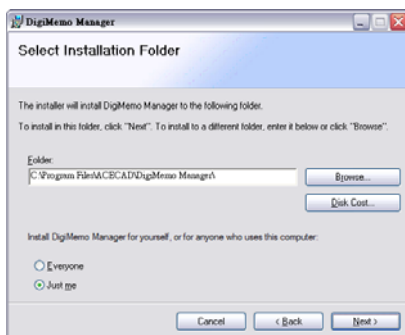 DigiMemo Manager
Select Installation Folder
The installer will install DigiMemo Manager to the following folder.
To install in this folder, click "Next". To install to a different folder, enter it below or click "Browse".
Folder:
C:\Program Files\ACECAD\DigiMemo Manager\
Browse...
Disk Cost...
Install DigiMemo Manager for yourself, or for anyone who uses this computer:
Everyone
Just me
Cancel
< Back
Next >